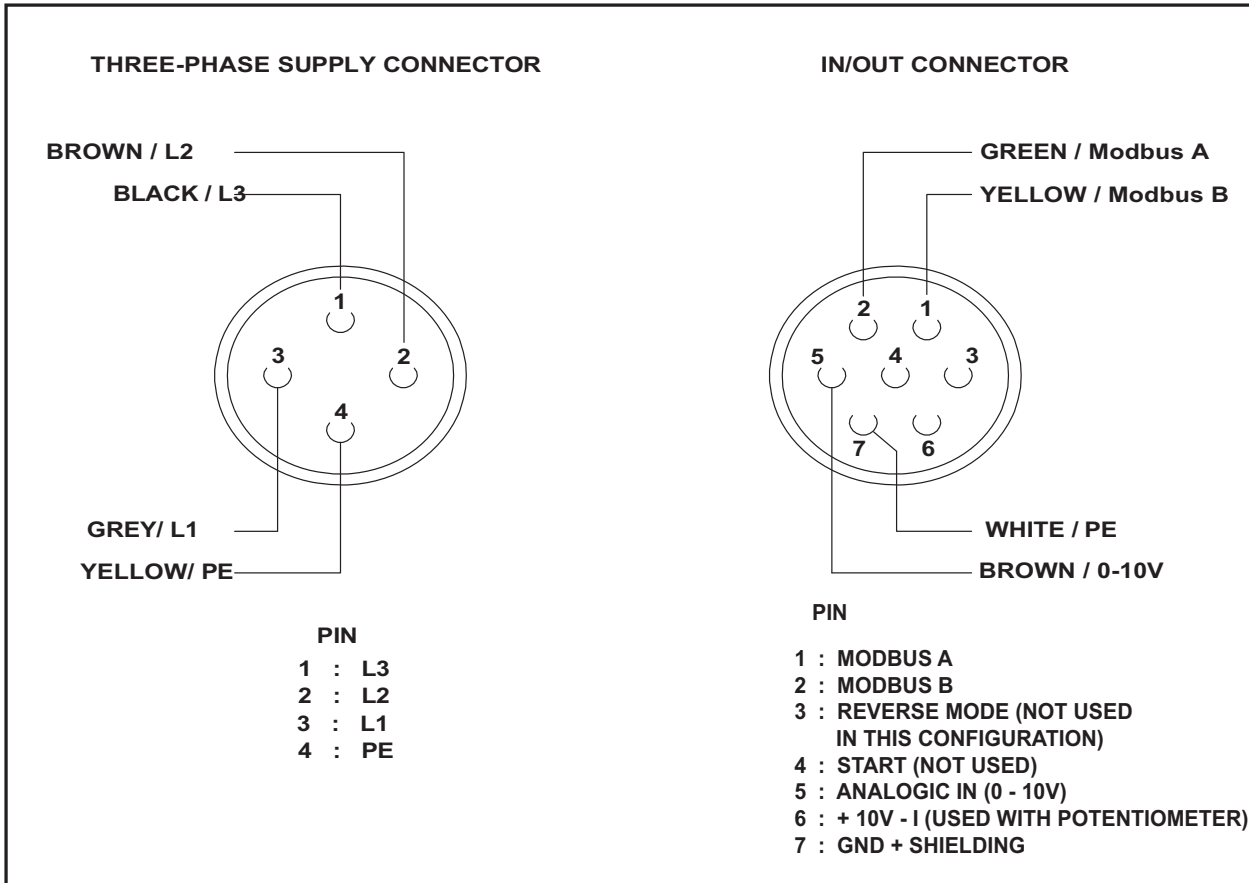 THREE-PHASE SUPPLY CONNECTOR
BROWN / L2
BLACK / L3
1
3
2
4
GREY/ L1
YELLOW/ PE
PIN
1 : L3
2 : L2
3 : L1
4 : PE
IN/OUT CONNECTOR
GREEN / Modbus A
YELLOW / Modbus B
2
1
5
4
3
7
6
WHITE / PE
BROWN / 0-10V
PIN
1 : MODBUS A
2 : MODBUS B
3 : REVERSE MODE (NOT USED
IN THIS CONFIGURATION)
4 : START (NOT USED)
5 : ANALOGIC IN (0 - 10V)
6 : + 10V - I (USED WITH POTENTIOMETER)
7 : GND + SHIELDING